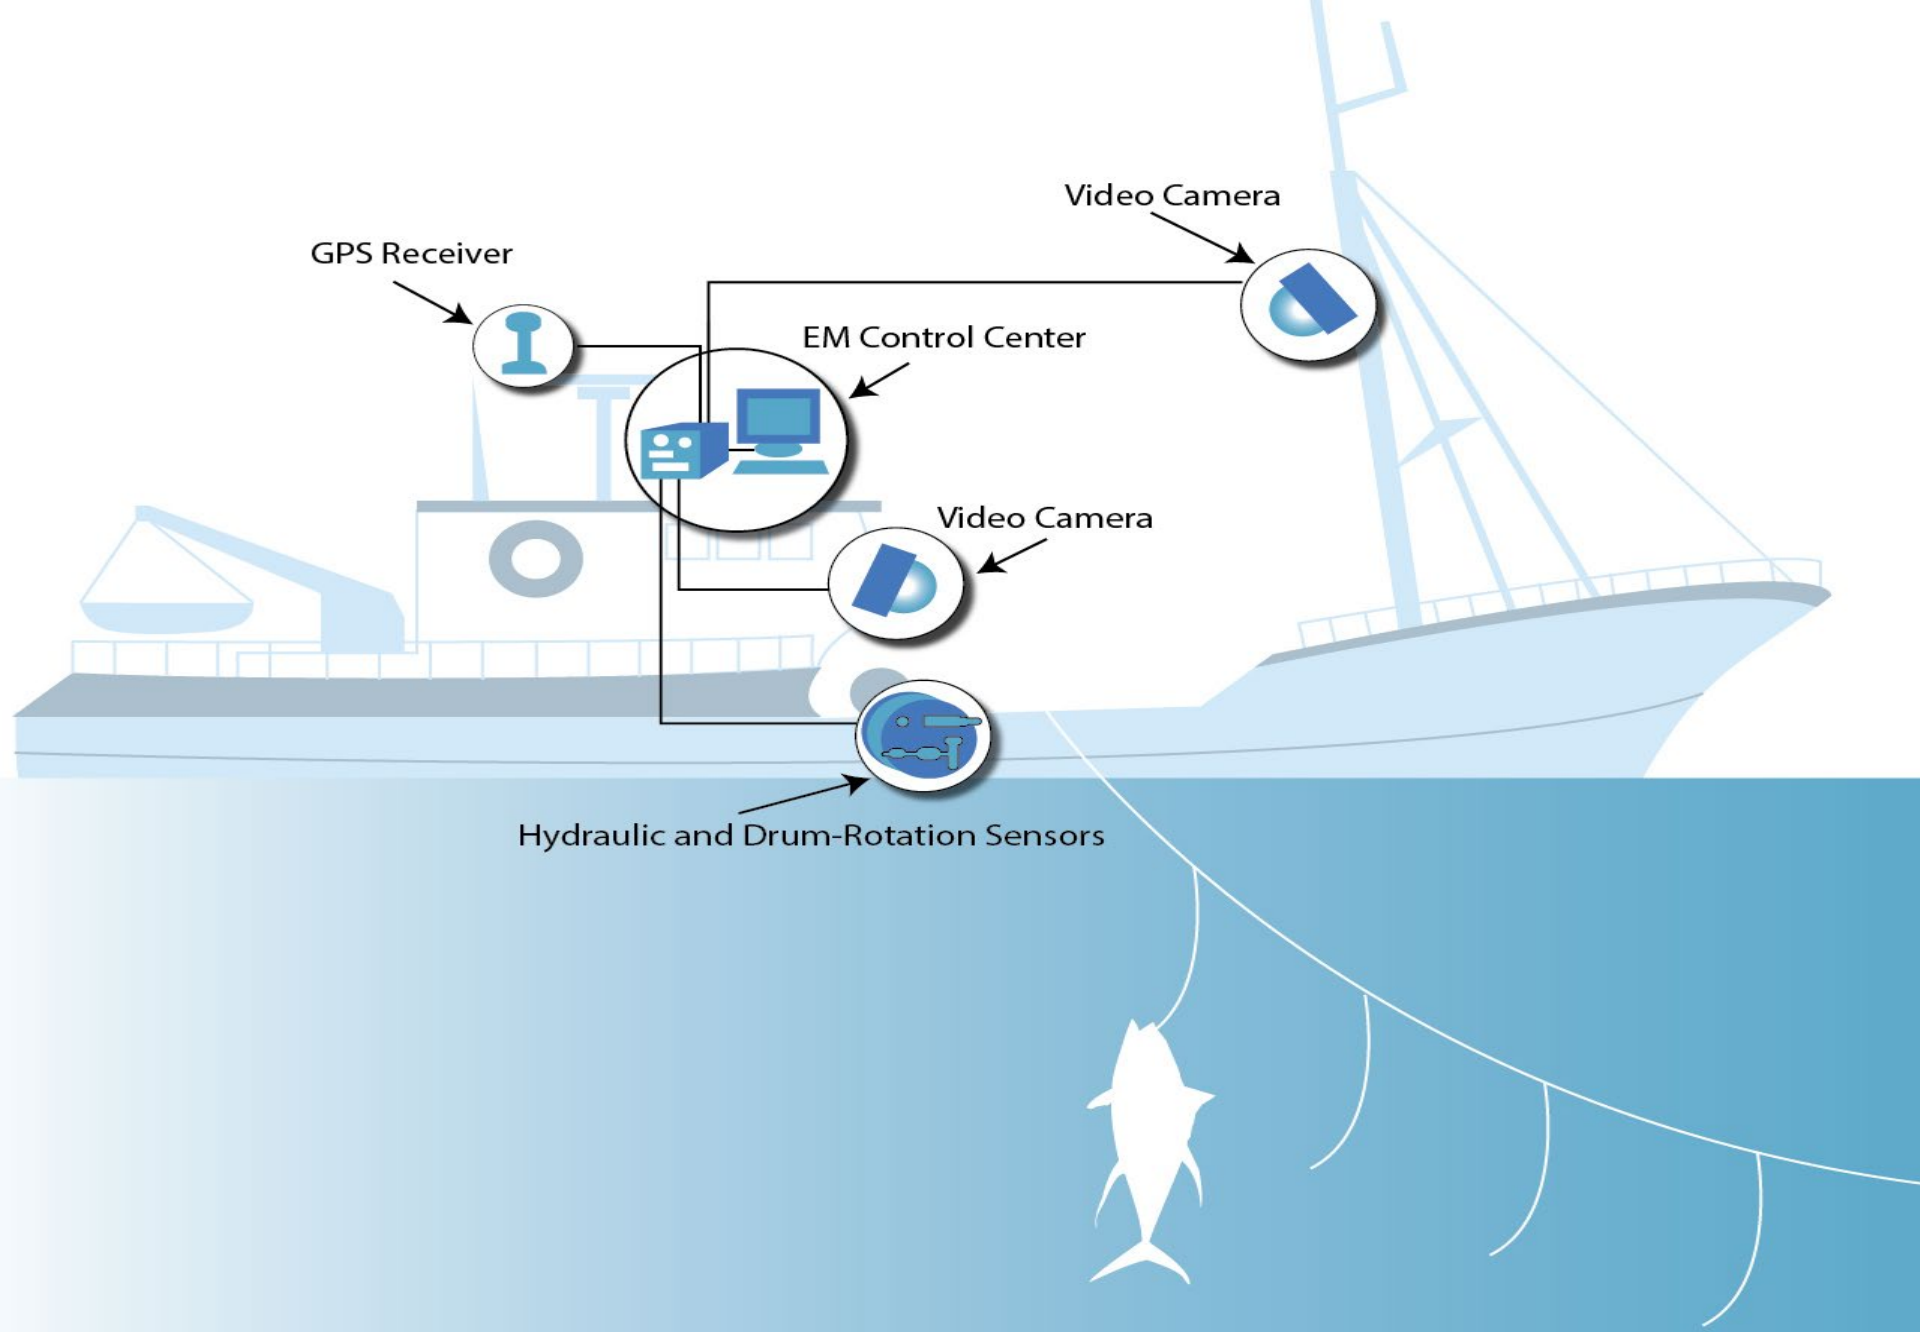 Video Camera
GPS Receiver
EM Control Center
Video Camera
Hydraulic and Drum-Rotation Sensors